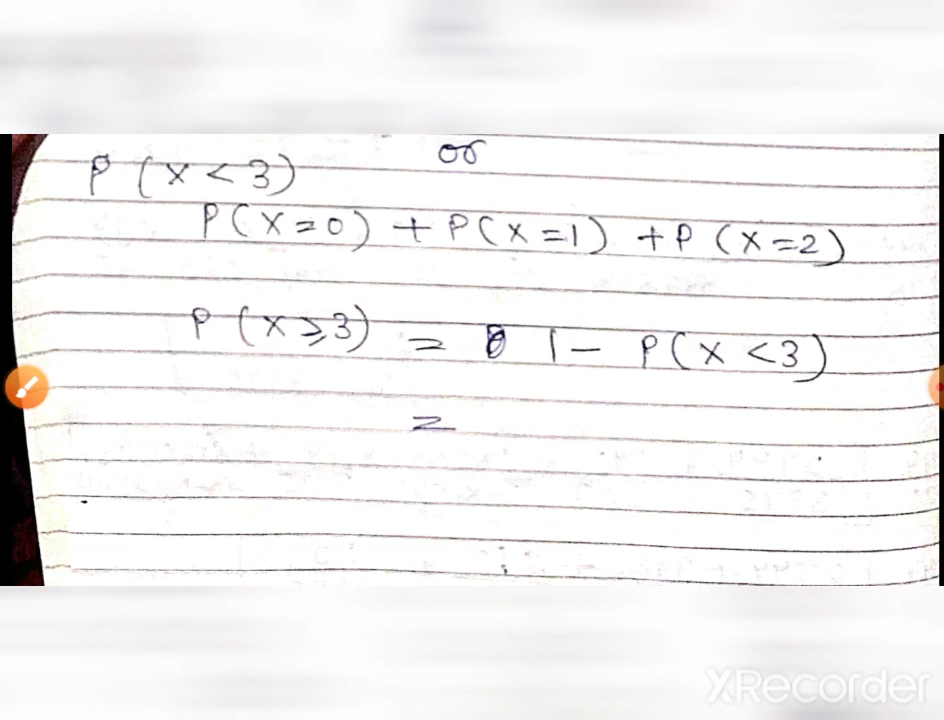 or
P (X < 3)
P(X=0) + P(X=1) + P(X=2)
P (X ⩾ 3) = 1 - P(X < 3)
=
XRecorder